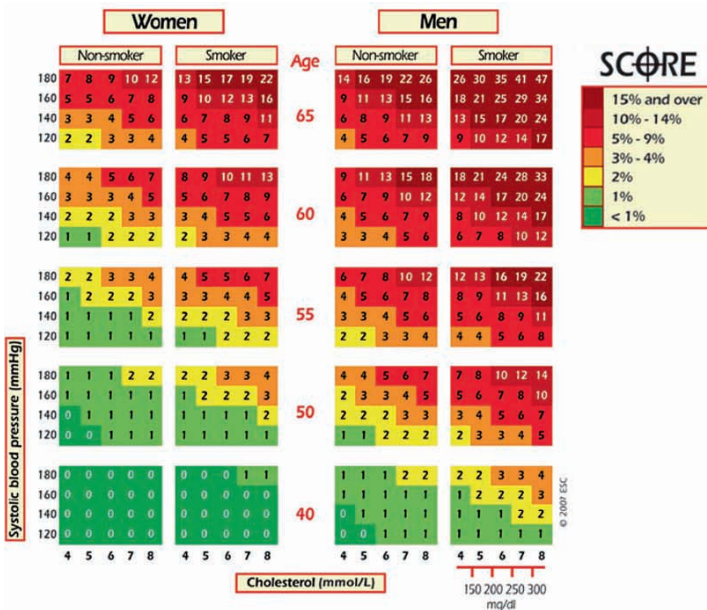 Women Men
Non-smoker Smoker Age Non-smoker Smoker
SCORE
180 7 8 9 10 12 13 15 17 19 22 14 16 19 22 26 26 30 35 41 47
160 5 5 6 7 8 9 10 12 13 16 9 11 13 15 16 18 21 25 29 34
140 3 3 4 5 6 6 7 8 9 11 65 6 8 9 11 13 13 15 17 20 24
120 2 2 3 3 4 4 5 5 6 7 4 5 6 7 9 9 10 12 14 17
15% and over
10% - 14%
5% - 9%
3% - 4%
2%
1%
< 1%
180 4 4 5 6 7 8 9 10 11 13 9 11 13 15 18 18 21 24 28 33
160 3 3 3 4 5 5 6 7 8 9 6 7 9 10 12 12 14 17 20 24
140 2 2 2 3 3 3 4 5 5 6 60 4 5 6 7 9 8 10 12 14 17
120 1 1 2 2 2 2 3 3 4 4 3 3 4 5 6 6 7 8 10 12
180 2 2 3 3 4 4 5 5 6 7 6 7 8 10 12 12 13 16 19 22
160 1 2 2 2 3 3 3 4 4 5 4 5 6 7 8 8 9 11 13 16
140 1 1 1 1 2 2 2 2 3 3 55 3 3 4 5 6 5 6 8 9 11
120 1 1 1 1 1 1 1 2 2 2 2 2 3 3 4 4 4 5 6 8
180 1 1 1 2 2 2 2 3 3 4 4 4 5 6 7 7 8 10 12 14
160 1 1 1 1 1 1 2 2 2 3 2 3 3 4 5 5 6 7 8 10
140 0 1 1 1 1 1 1 1 1 2 50 2 2 2 3 3 3 4 5 6 7
120 0 0 1 1 1 1 1 1 1 1 1 1 2 2 2 2 3 3 4 5
180 0 0 0 0 0 0 0 0 1 1 1 1 1 2 2 2 2 3 3 4
160 0 0 0 0 0 0 0 0 0 0 1 1 1 1 1 1 2 2 2 3
140 0 0 0 0 0 0 0 0 0 0 40 0 1 1 1 1 1 1 1 2 2
120 0 0 0 0 0 0 0 0 0 0 0 0 1 1 1 1 1 1 1 1
4 5 6 7 8 4 5 6 7 8 4 5 6 7 8 4 5 6 7 8
Systolic blood pressure (mmHg)
Cholesterol (mmol/L)
150 200 250 300
mg/dl
© 2007 ESC